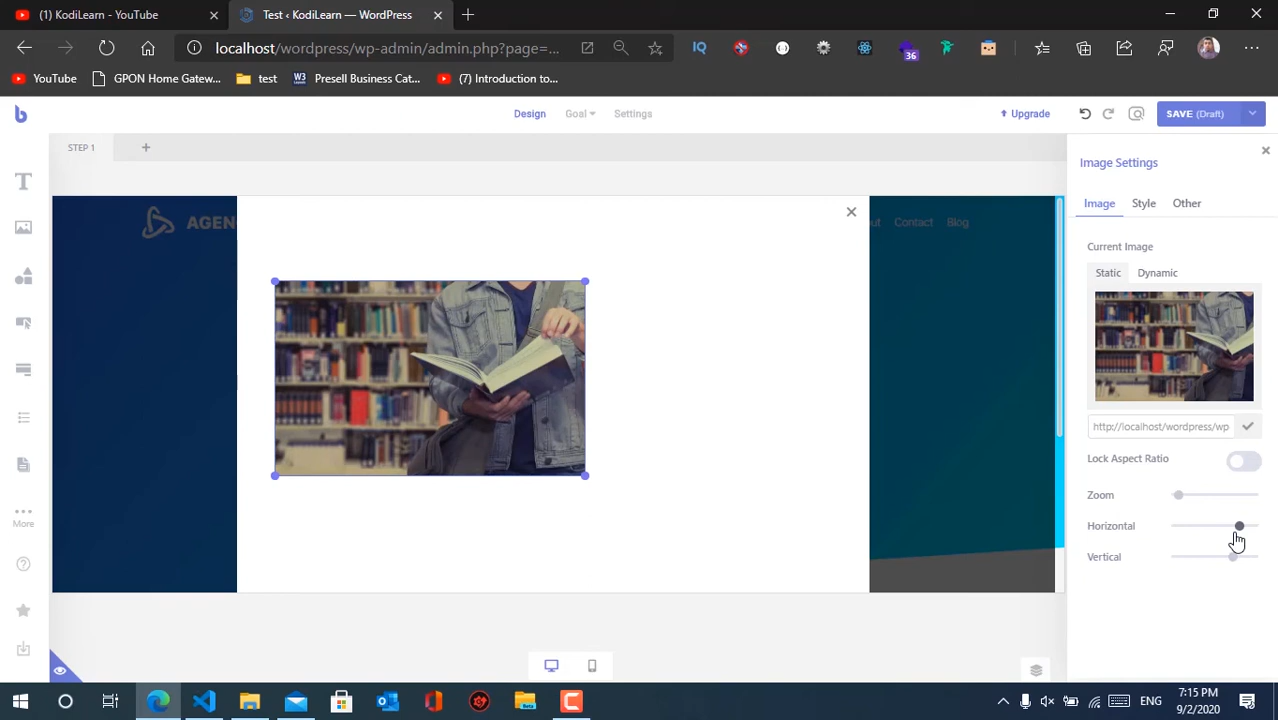 (1) KodiLearn - YouTube
Test ‹ KodiLearn — WordPress
localhost/wordpress/wp-admin/admin.php?page=...
IQ
36
YouTube
GPON Home Gatew...
test
W3
Presell Business Cat...
(7) Introduction to...
Design
Goal
Settings
Upgrade
SAVE (Draft)
STEP 1
Image Settings
Image
Style
Other
AGEN
out
Contact
Blog
Current Image
Static
Dynamic
http://localhost/wordpress/wp
Lock Aspect Ratio
Zoom
Horizontal
Vertical
More
ENG
7:15 PM
9/2/2020